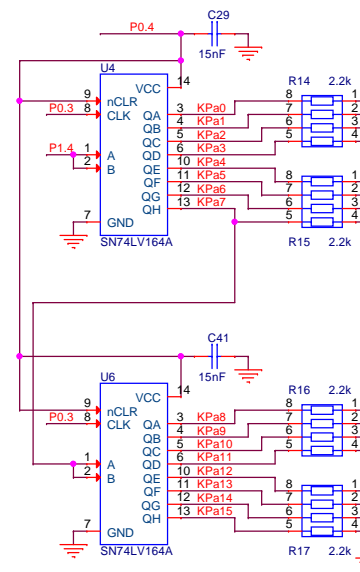 P0.4
C29
15nF
U4
14
VCC
R14 2.2k
9 nCLR
P0.3 8 CLK
QA 3 KPa0 8 1
QB 4 KPa1 7 2
QC 5 KPa2 6 3
QD 6 KPa3 5 4
P1.4 1 A
2 B
QE 10 KPa4 8 1
QF 11 KPa5 7 2
QG 12 KPa6 6 3
QH 13 KPa7 5 4
7 GND
SN74LV164A
R15 2.2k
C41
15nF
U6
14
VCC
R16 2.2k
9 nCLR
P0.3 8 CLK
QA 3 KPa8 8 1
QB 4 KPa9 7 2
QC 5 KPa10 6 3
QD 6 KPa11 5 4
1 A
2 B
QE 10 KPa12 8 1
QF 11 KPa13 7 2
QG 12 KPa14 6 3
QH 13 KPa15 5 4
7 GND
SN74LV164A
R17 2.2k